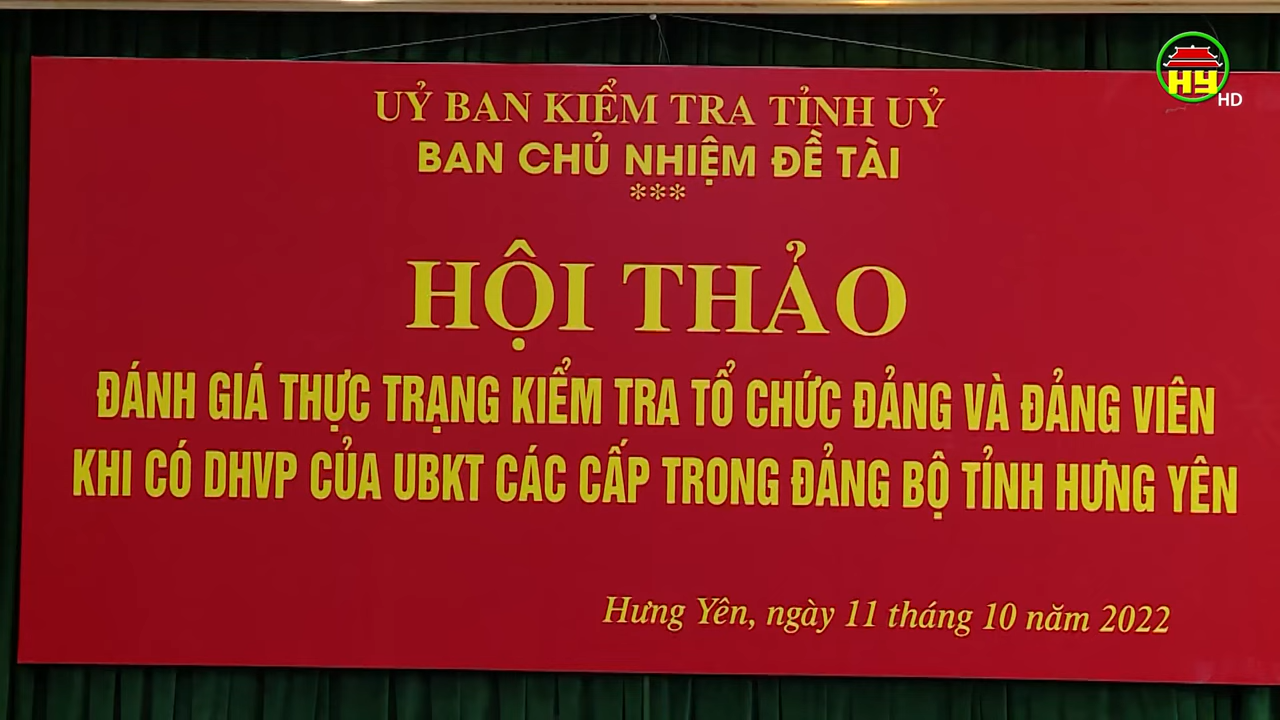 HY
HD
UỶ BAN KIỂM TRA TỈNH UỶ
BAN CHỦ NHIỆM ĐỀ TÀI
***
HỘI THẢO
ĐÁNH GIÁ THỰC TRẠNG KIỂM TRA TỔ CHỨC ĐẢNG VÀ ĐẢNG VIÊN
KHI CÓ DHVP CỦA UBKT CÁC CẤP TRONG ĐẢNG BỘ TỈNH HƯNG YÊN
Hưng Yên, ngày 11 tháng 10 năm 2022